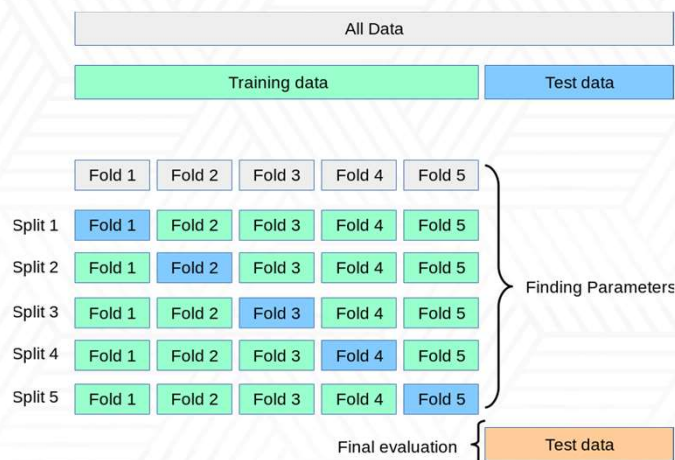 All Data
Training data Test data
Fold 1 Fold 2 Fold 3 Fold 4 Fold 5
Split 1 Fold 1 Fold 2 Fold 3 Fold 4 Fold 5
Split 2 Fold 1 Fold 2 Fold 3 Fold 4 Fold 5
Finding Parameters
Split 3 Fold 1 Fold 2 Fold 3 Fold 4 Fold 5
Split 4 Fold 1 Fold 2 Fold 3 Fold 4 Fold 5
Split 5 Fold 1 Fold 2 Fold 3 Fold 4 Fold 5
Final evaluation Test data